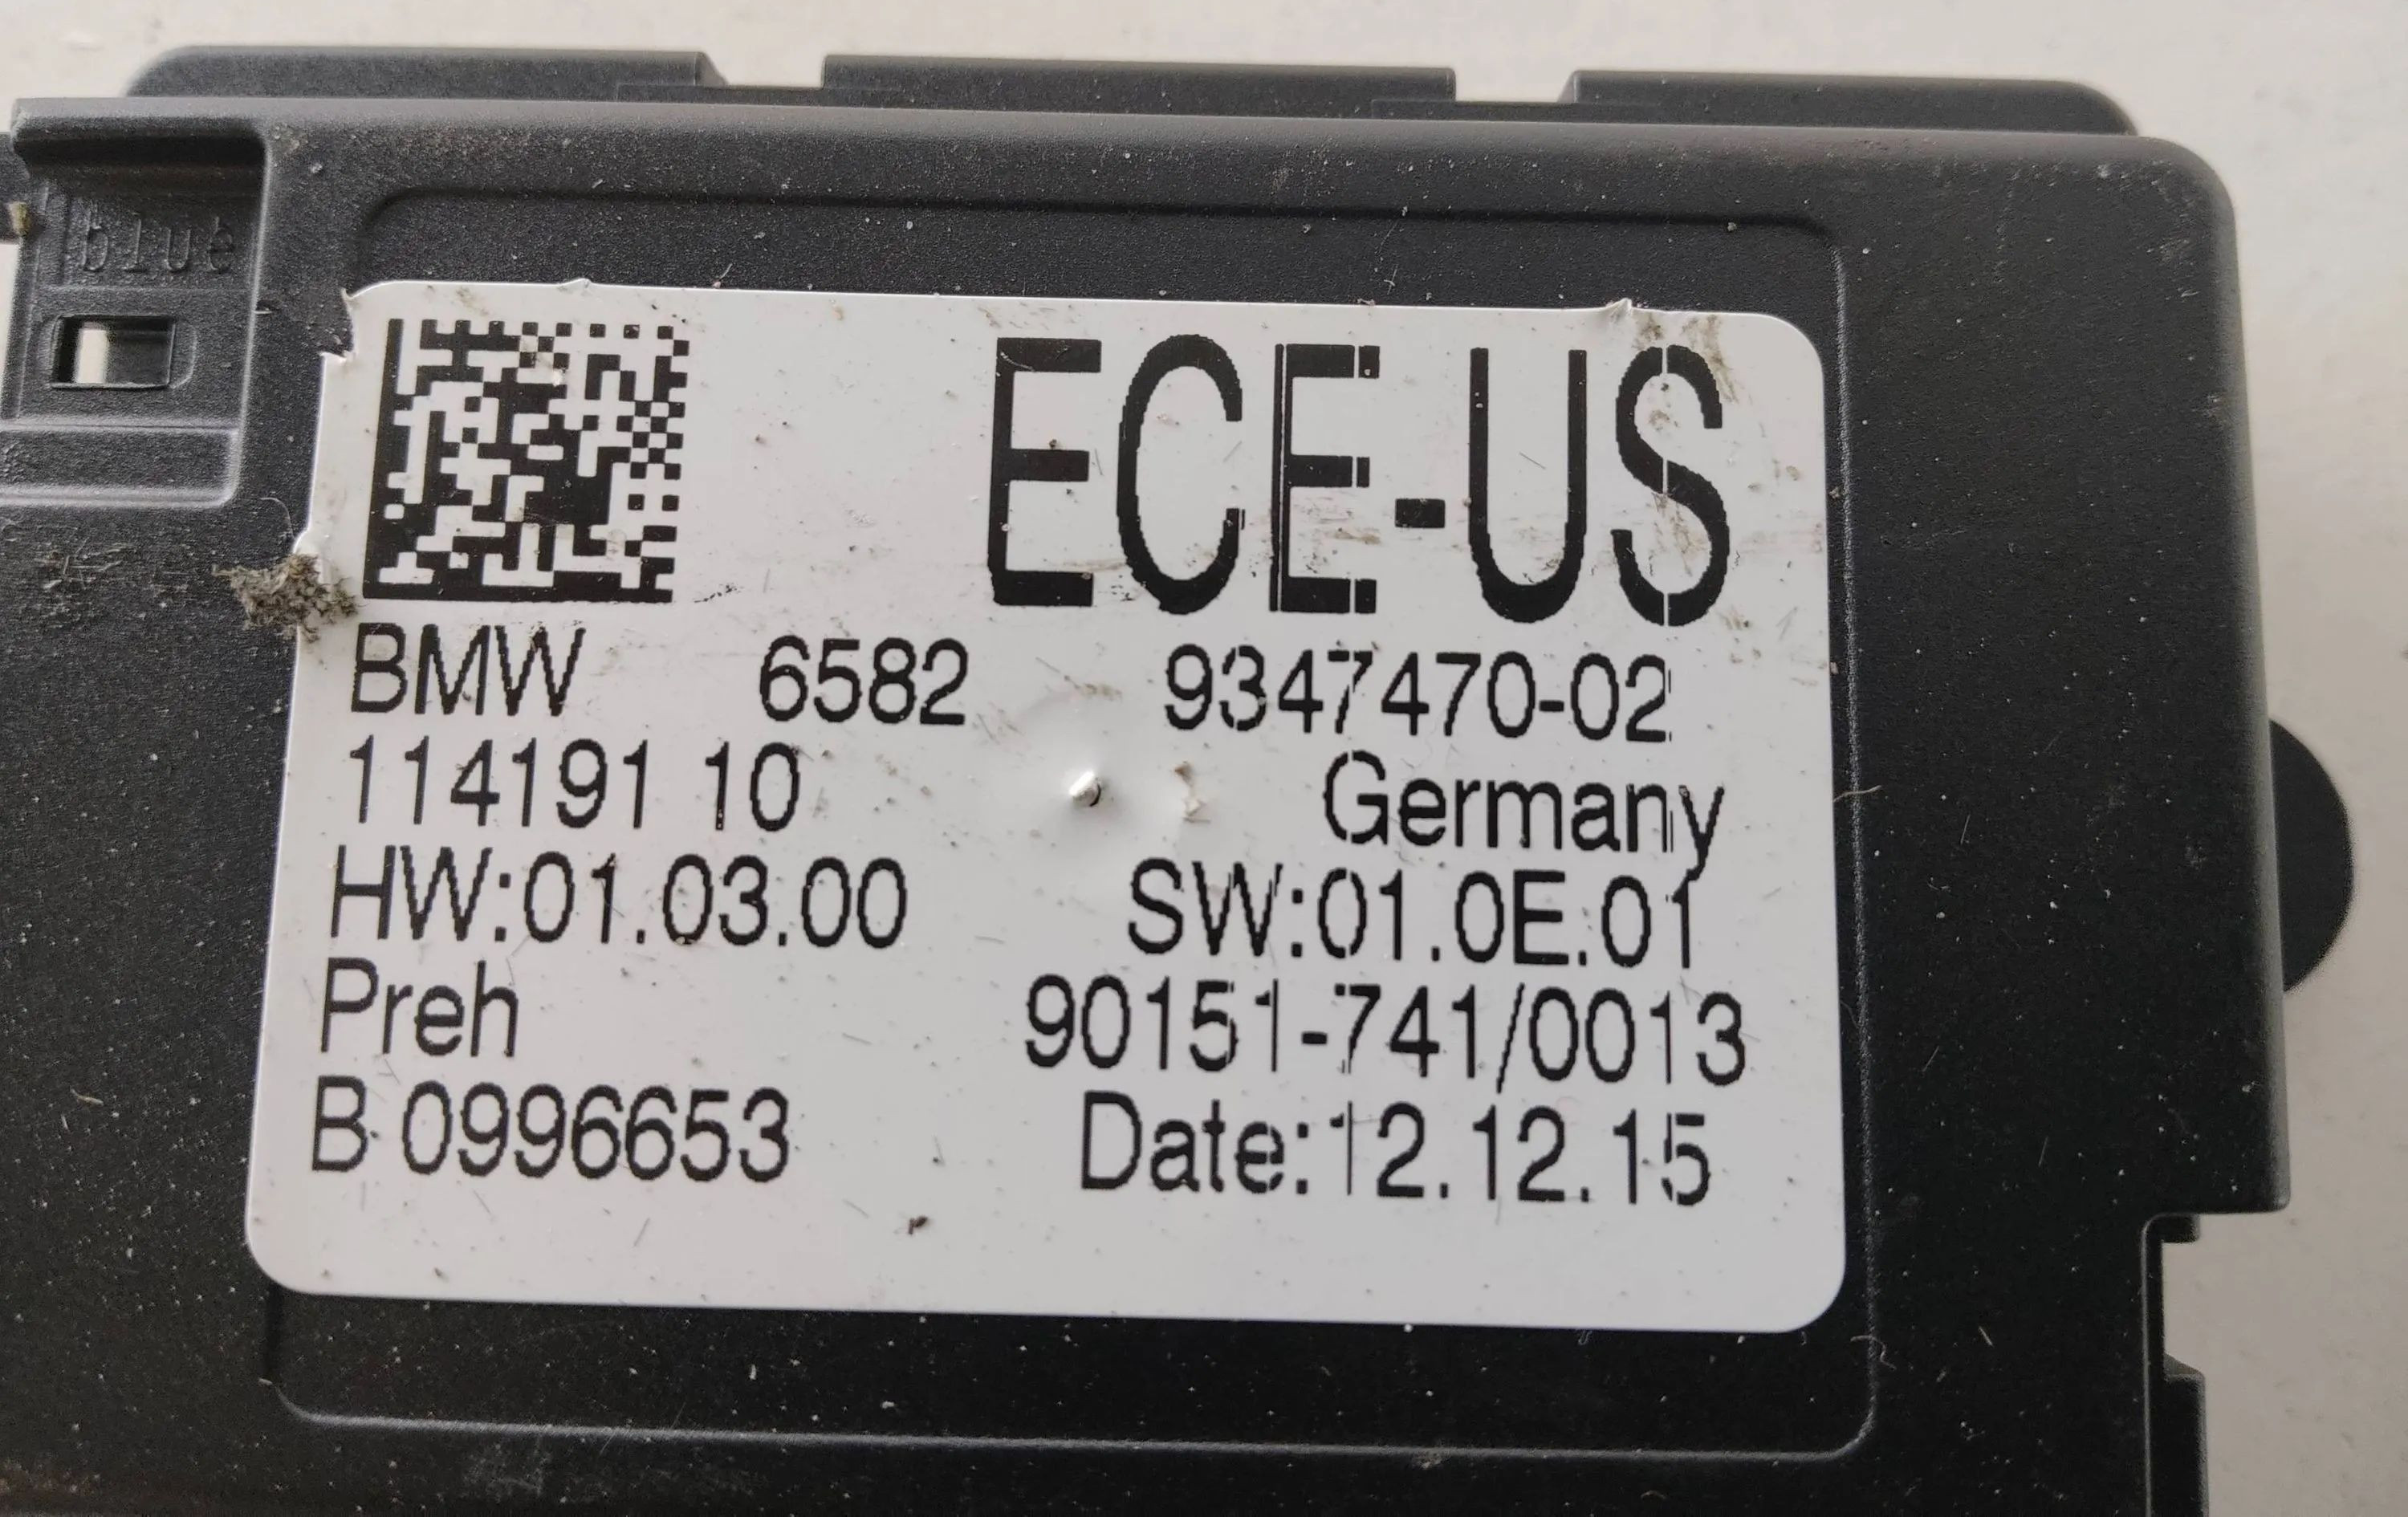 blue
ECE-US
BMW 6582 9347470-02
114191 10 Germany
HW:01.03.00 SW:01.0E.01
Preh 90151-741/0013
B 0996653 Date:12.12.15